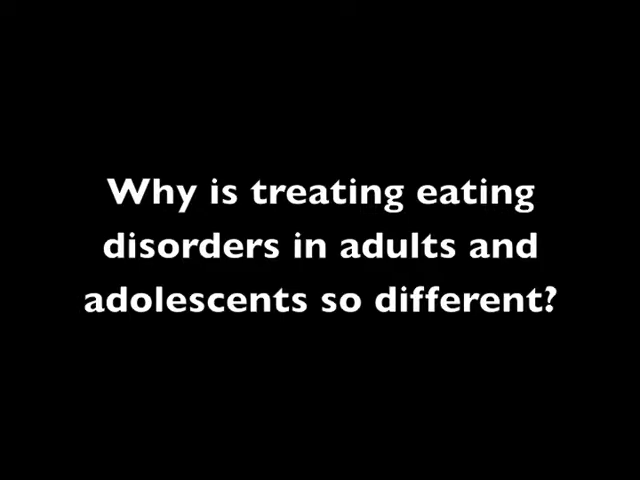 Why is treating eating
disorders in adults and
adolescents so different?